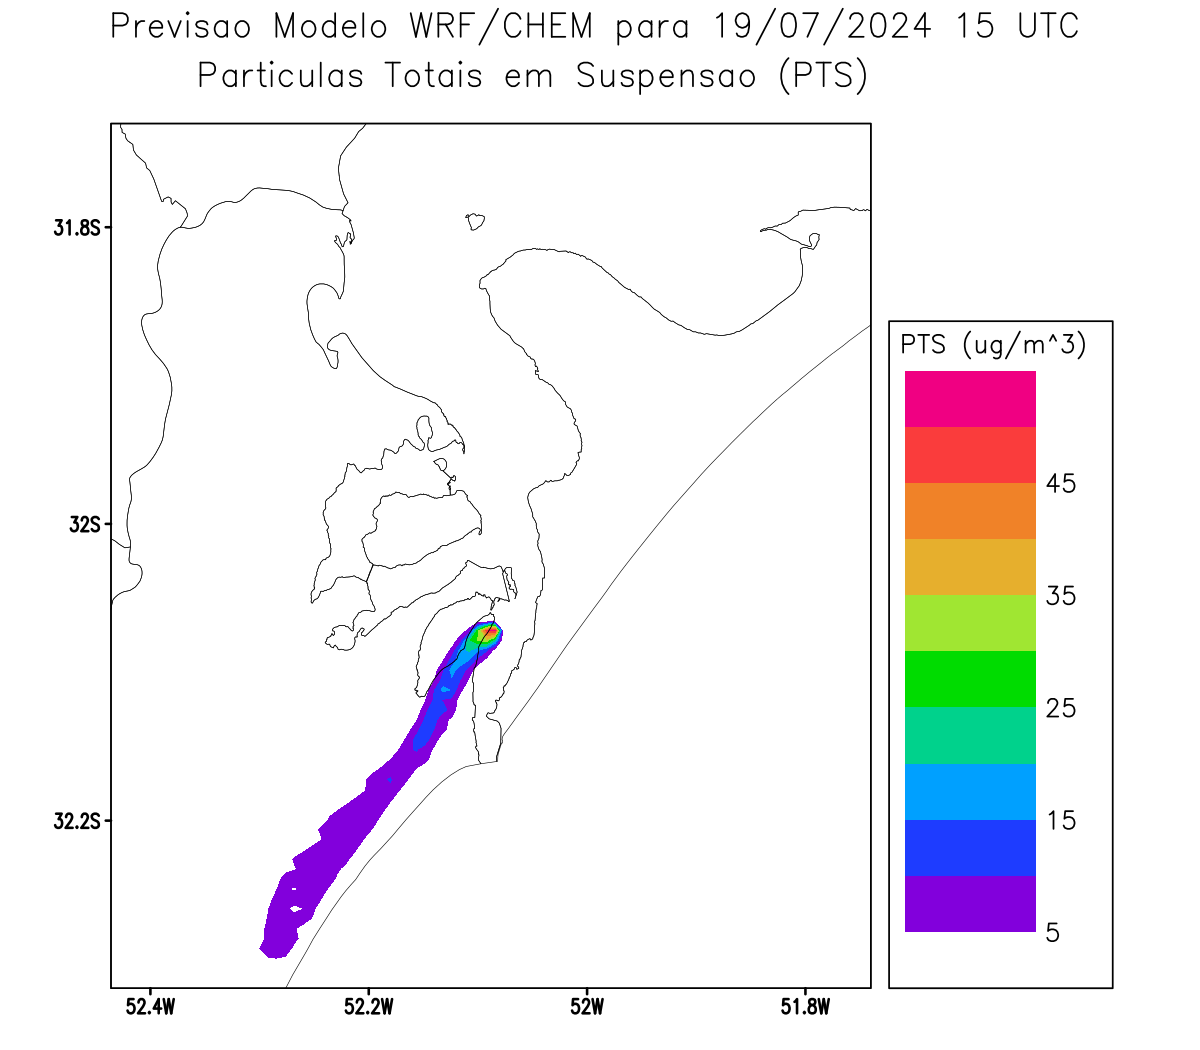 Previsao Modelo WRF/CHEM para 19/07/2024 15 UTC
Particulas Totais em Suspensao (PTS)
31.8S
32S
32.2S
52.4W
52.2W
52W
51.8W
PTS (ug/m^3)
45
35
25
15
5